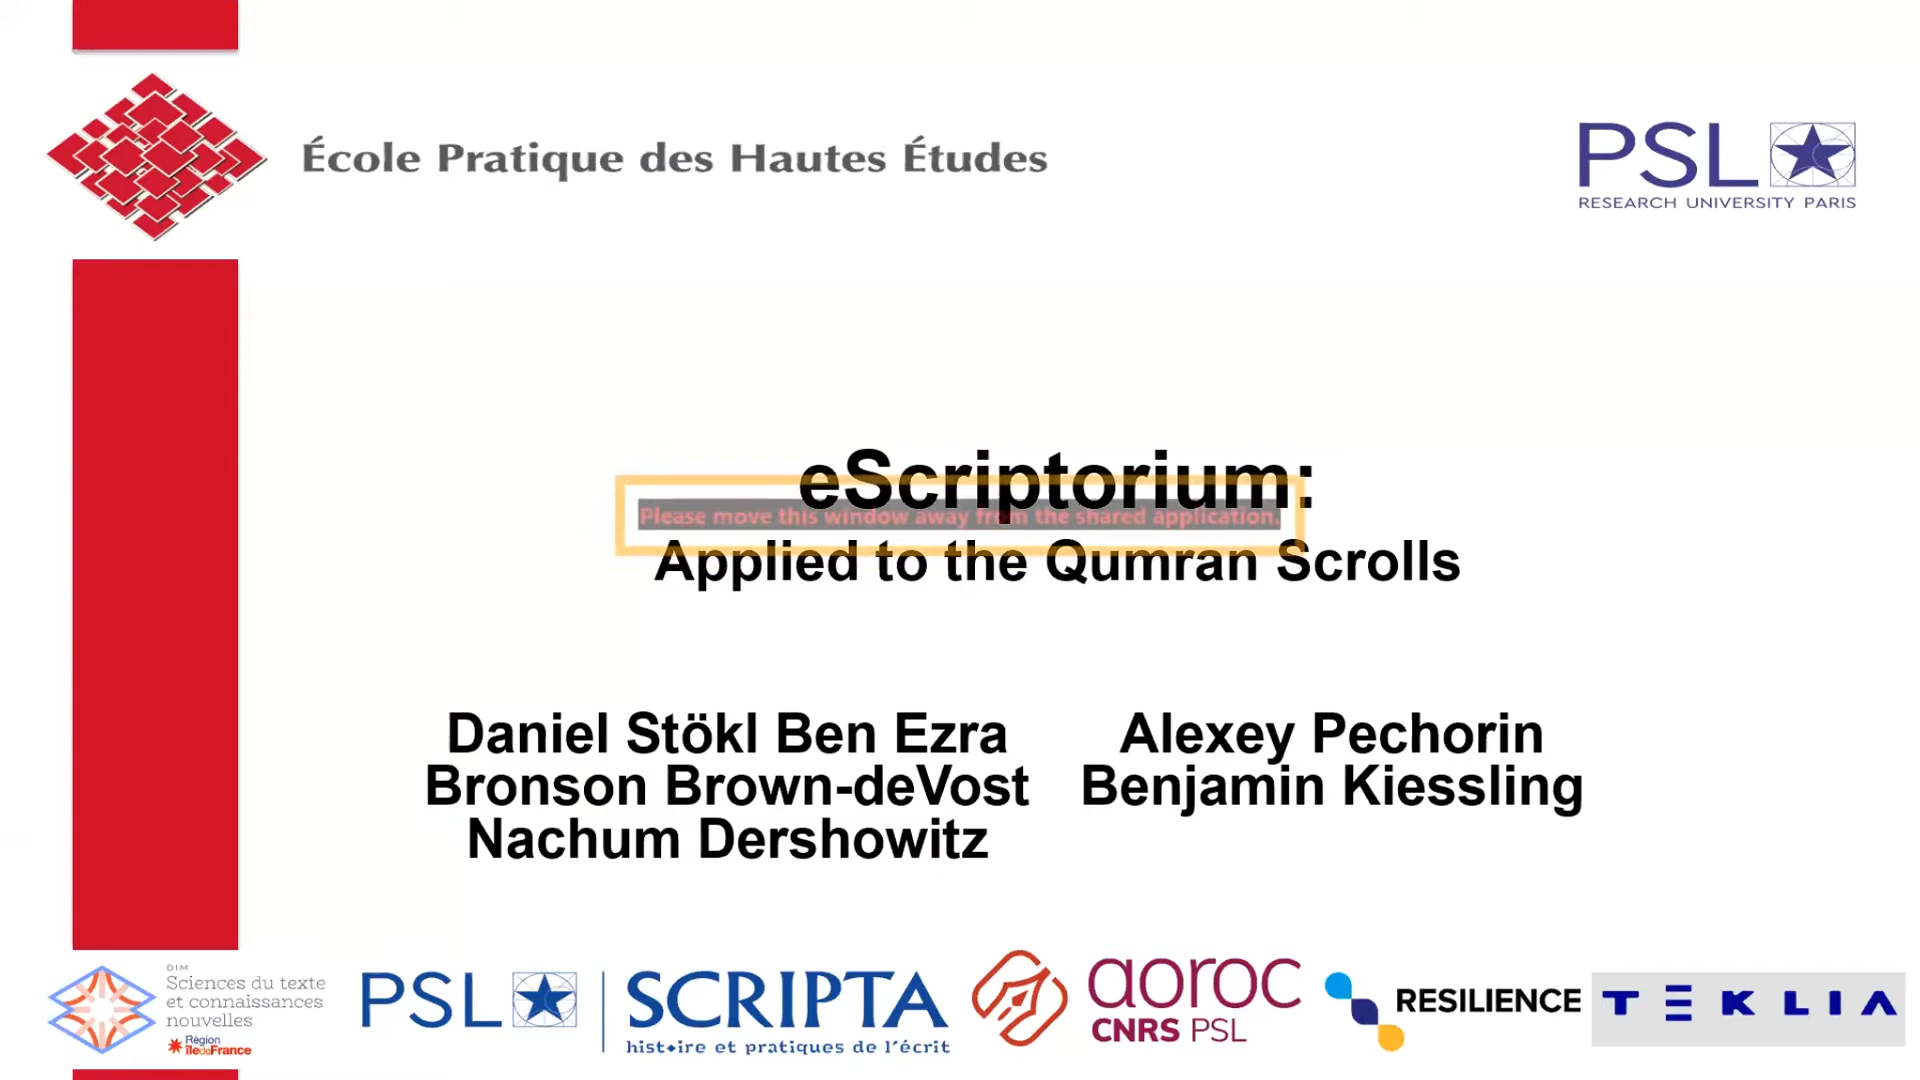 École Pratique des Hautes Études
PSL
RESEARCH UNIVERSITY PARIS
eScriptorium:
Please move this window away from the shared application.
Applied to the Qumran Scrolls
Daniel Stökl Ben Ezra
Bronson Brown-deVost
Nachum Dershowitz
Alexey Pechorin
Benjamin Kiessling
DIM
Sciences du texte
et connaissances
nouvelles
Région
îledeFrance
PSL
SCRIPTA
histoire et pratiques de l'écrit
aoroc
CNRS PSL
RESILIENCE
TEKLIA